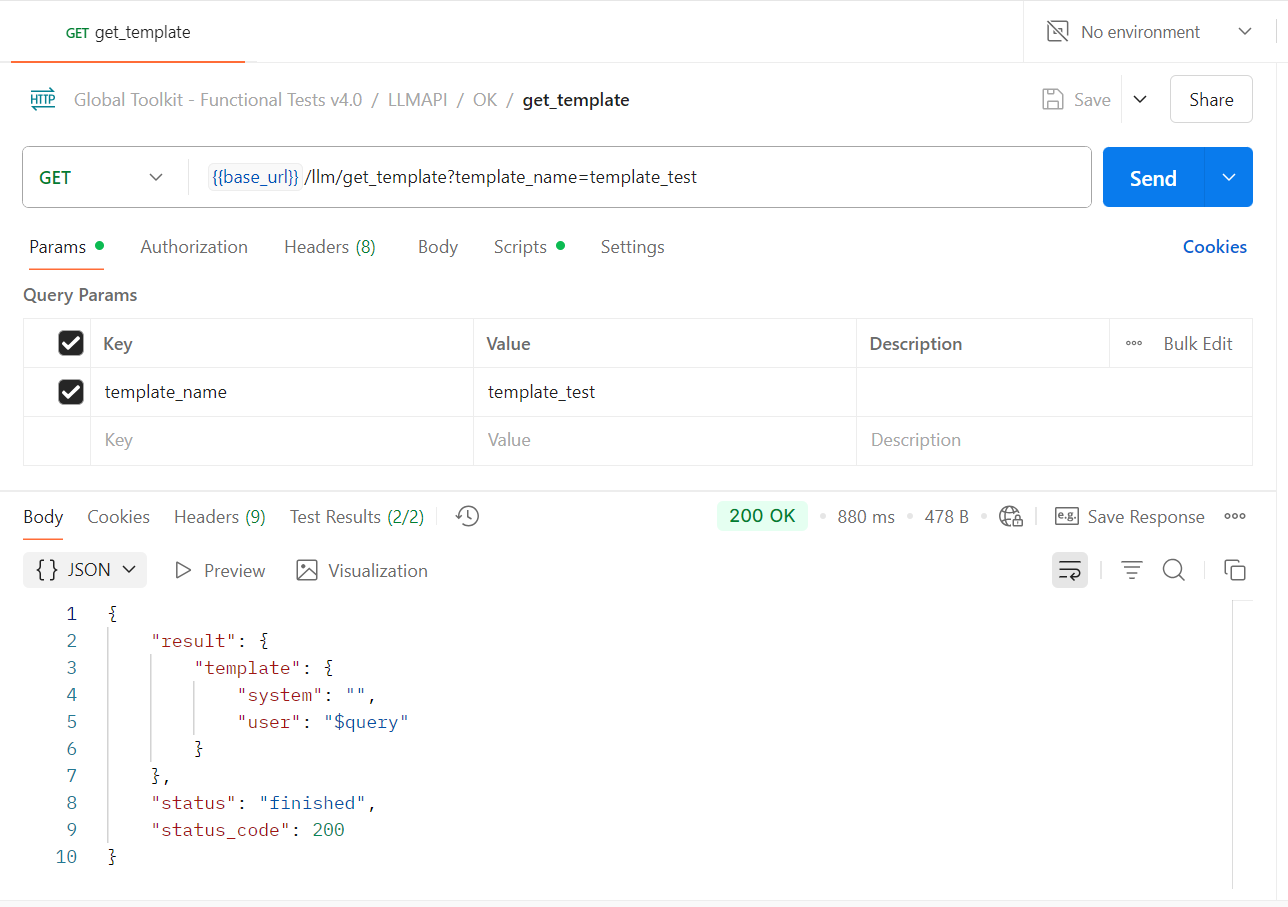 GET get_template
No environment
HTTP Global Toolkit - Functional Tests v4.0 / LLMAPI / OK / get_template
Save
Share
GET
{{base_url}} /llm/get_template?template_name=template_test
Send
Params Authorization Headers (8) Body Scripts Settings Cookies
Query Params
Key Value Description Bulk Edit
template_name template_test
Key Value Description
Body Cookies Headers (9) Test Results (2/2) 200 OK 880 ms 478 B e.g. Save Response
{} JSON Preview Visualization
1 {
2 "result": {
3 "template": {
4 "system": "",
5 "user": "$query"
6 }
7 },
8 "status": "finished",
9 "status_code": 200
10 }